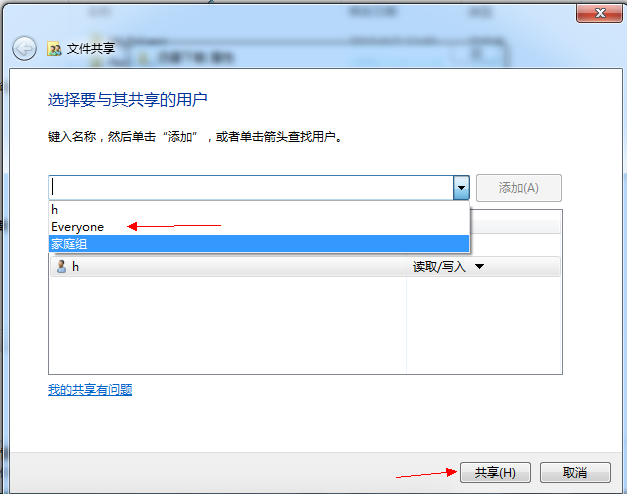 文件共享
选择要与其共享的用户
键入名称，然后单击“添加”，或者单击箭头查找用户。
添加(A)
h
Everyone
家庭组
h 读取/写入
我的共享有问题
共享(H) 取消